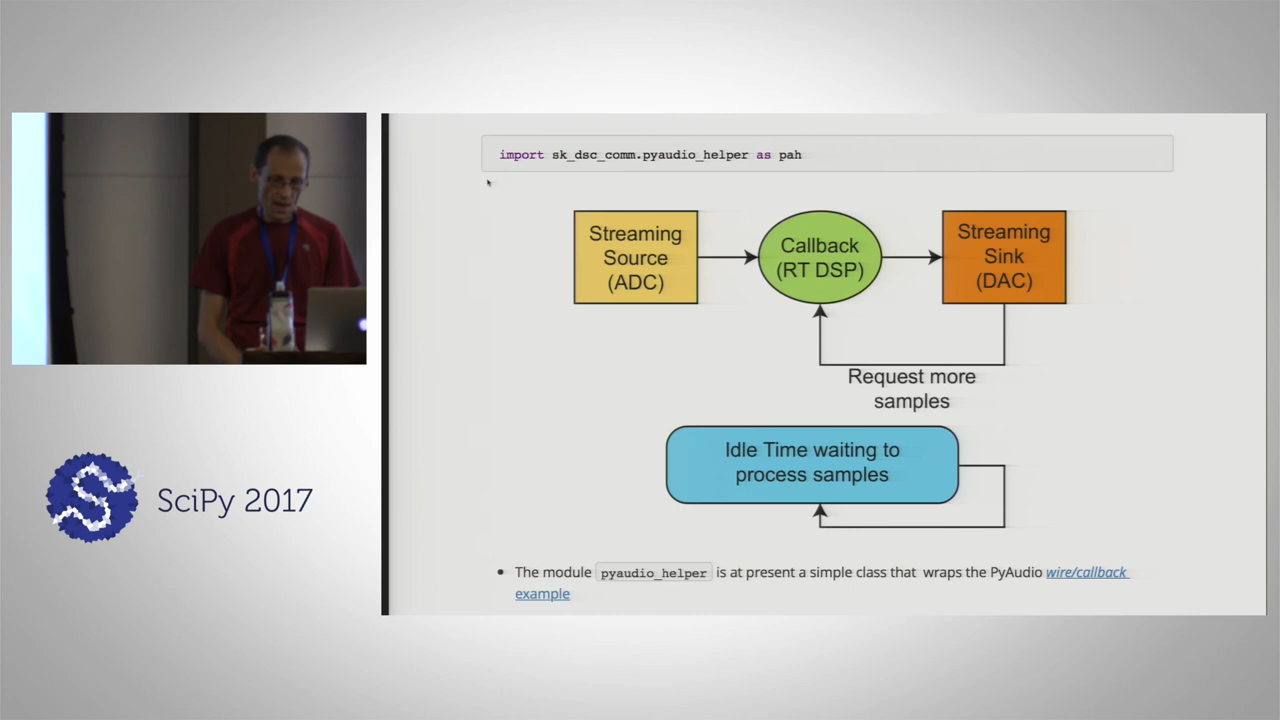 import sk_dsc_comm.pyaudio_helper as pah
Streaming
Source
(ADC)
Callback
(RT DSP)
Streaming
Sink
(DAC)
Request more
samples
Idle Time waiting to
process samples
• The module pyaudio_helper is at present a simple class that wraps the PyAudio wire/callback
example
SciPy 2017